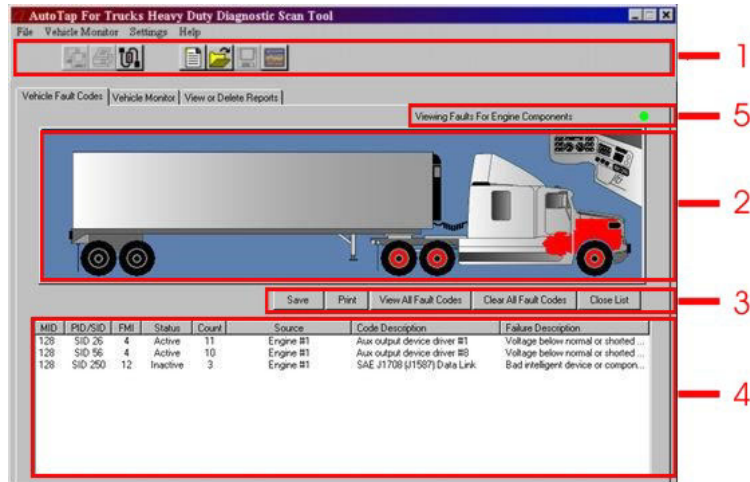 AutoTap For Trucks Heavy Duty Diagnostic Scan Tool
File Vehicle Monitor Settings Help
1
Vehicle Fault Codes Vehicle Monitor View or Delete Reports
Viewing Faults For Engine Components
5
2
Save Print View All Fault Codes Clear All Fault Codes Close List
3
MID PID/SID FMI Status Count Source Code Description Failure Description
128 SID 26 4 Active 11 Engine #1 Aux output device driver #1 Voltage below normal or shorted ...
128 SID 56 4 Active 10 Engine #1 Aux output device driver #8 Voltage below normal or shorted ...
128 SID 250 12 Inactive 3 Engine #1 SAE J1708 (J1587) Data Link Bad intelligent device or compon...
4